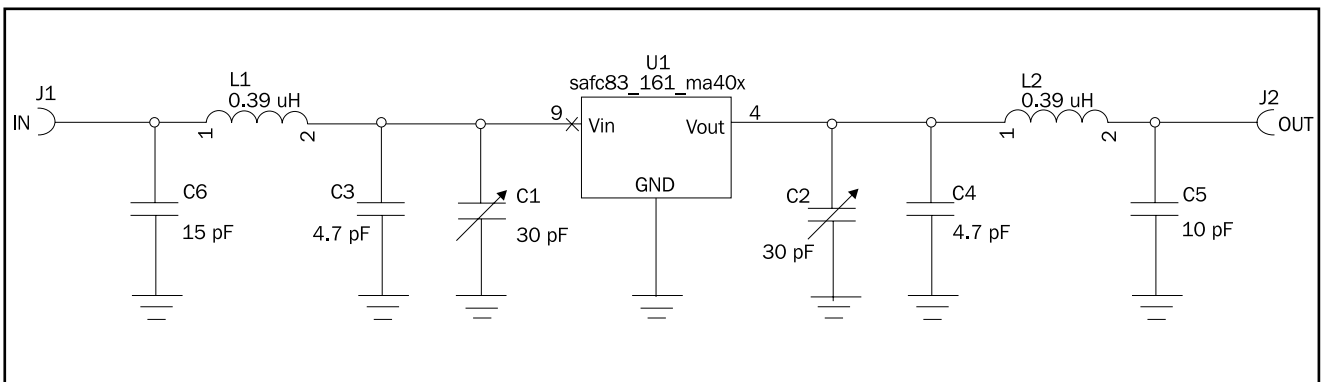 U1
safc83_161_ma40x
J1
IN
L1
0.39 uH
1
2
9
Vin
Vout
4
GND
L2
0.39 uH
1
2
J2
OUT
C6
15 pF
C3
4.7 pF
C1
30 pF
C2
30 pF
C4
4.7 pF
C5
10 pF